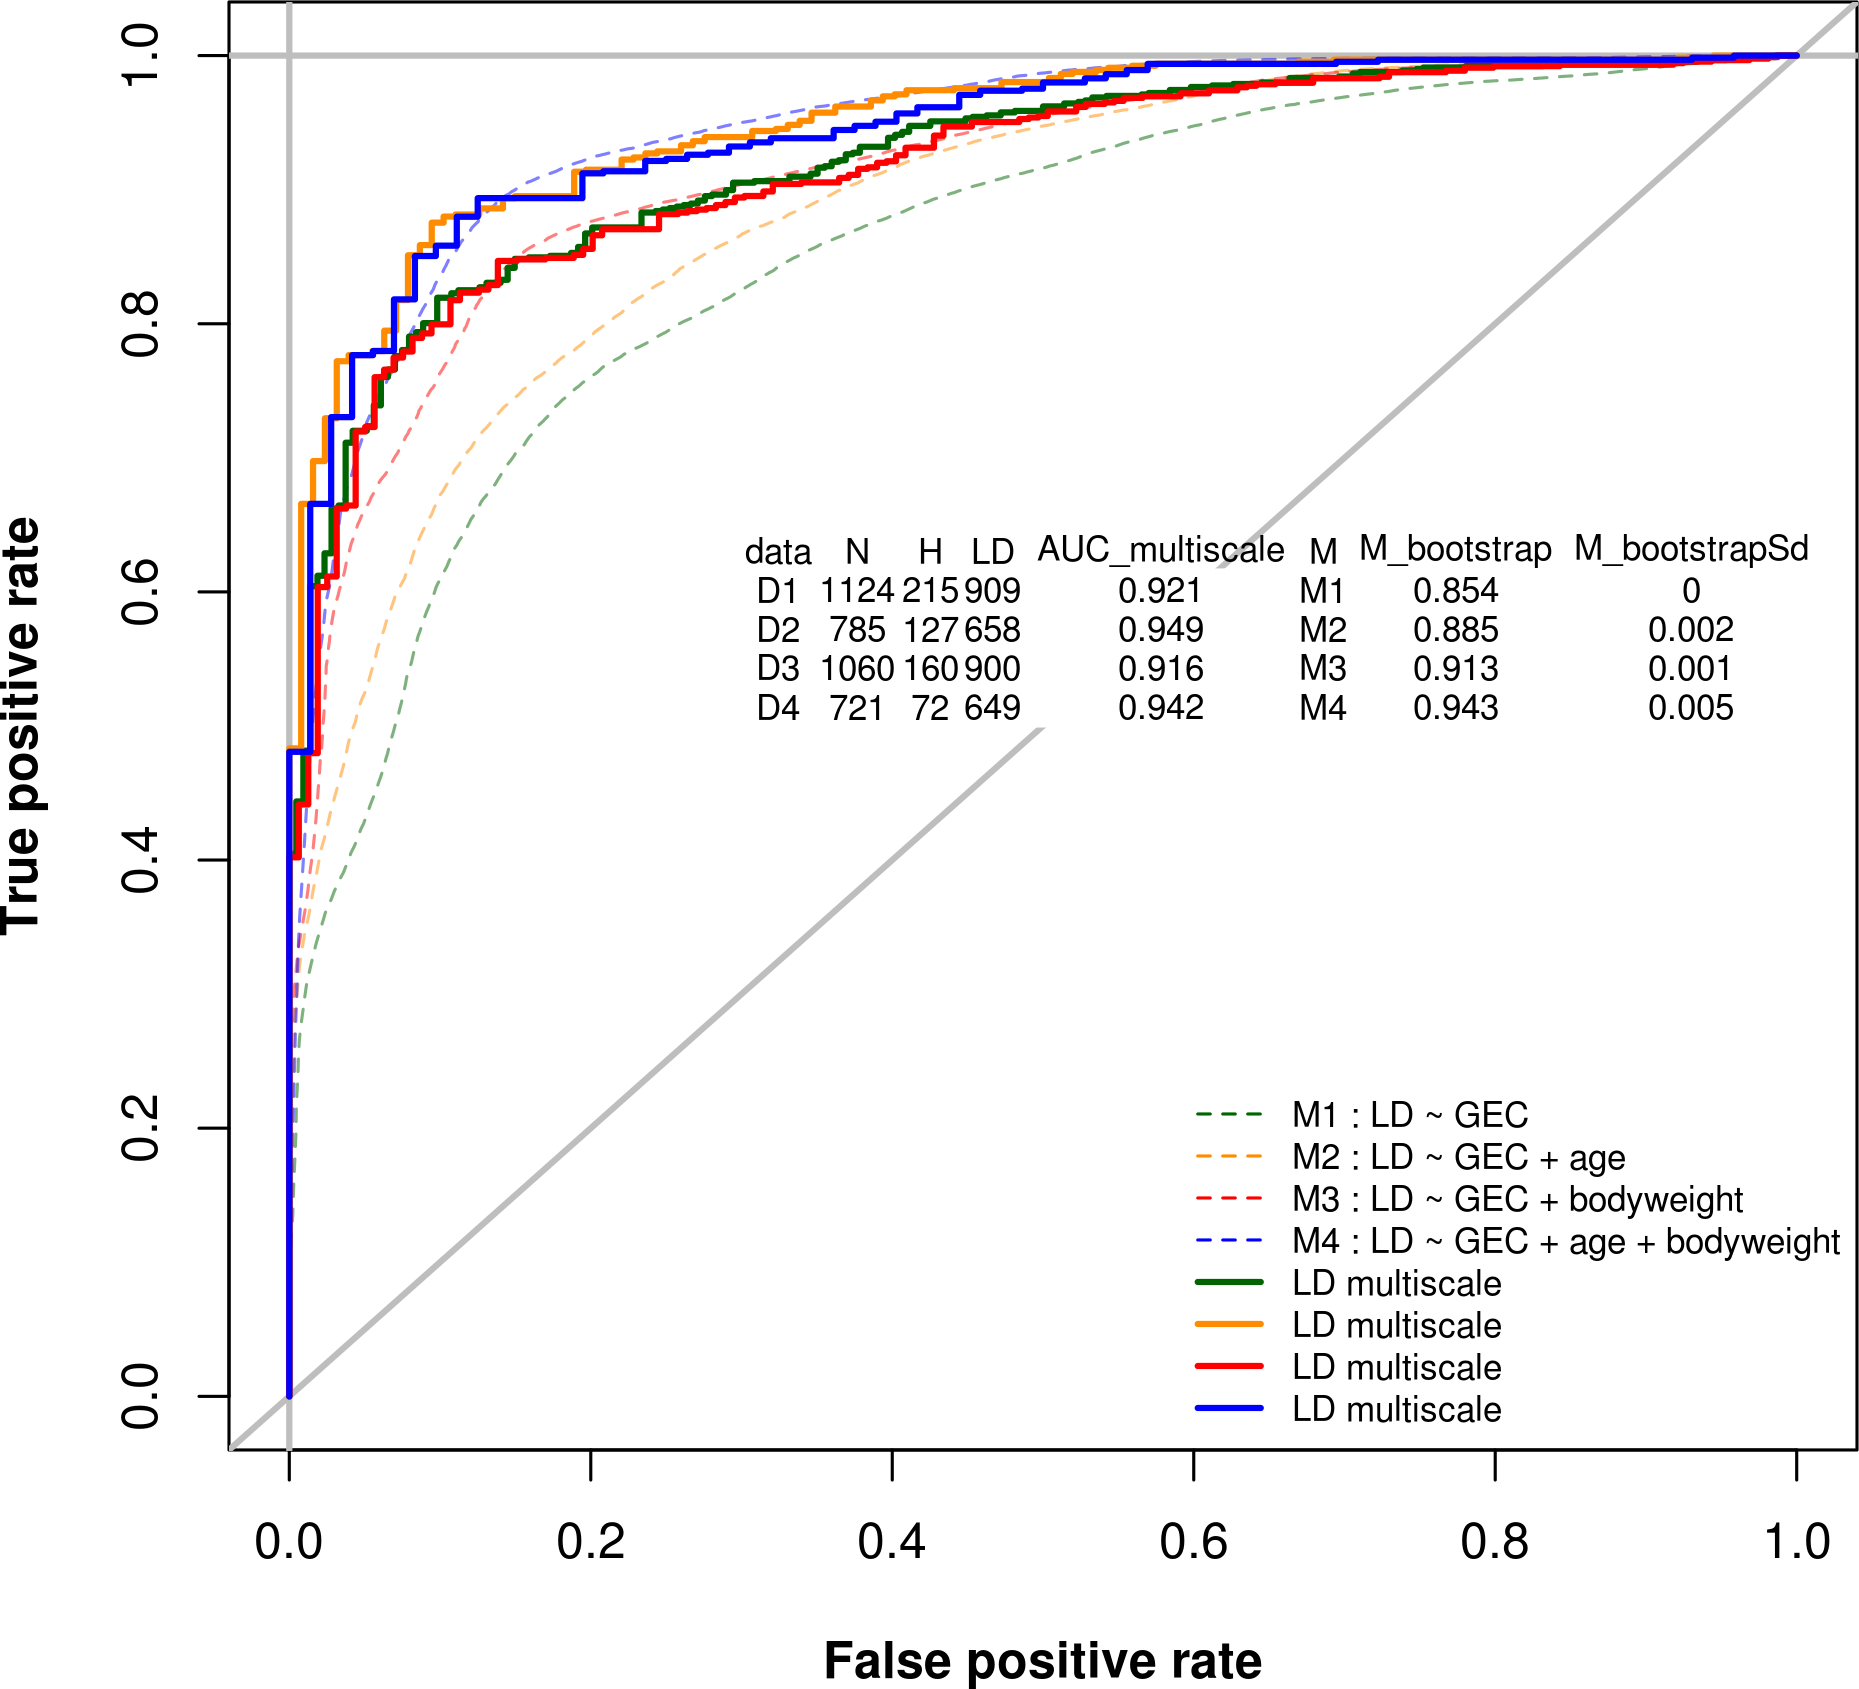 True positive rate
1.0
0.8
0.6
0.4
0.2
0.0
data N H LD AUC_multiscale M M_bootstrap M_bootstrapSd
D1 1124 215 909 0.921 M1 0.854 0
D2 785 127 658 0.949 M2 0.885 0.002
D3 1060 160 900 0.916 M3 0.913 0.001
D4 721 72 649 0.942 M4 0.943 0.005
M1 : LD ~ GEC
M2 : LD ~ GEC + age
M3 : LD ~ GEC + bodyweight
M4 : LD ~ GEC + age + bodyweight
LD multiscale
LD multiscale
LD multiscale
LD multiscale
0.0 0.2 0.4 0.6 0.8 1.0
False positive rate